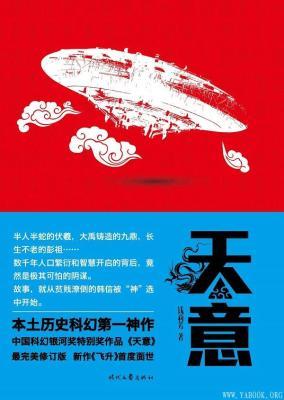 半人半蛇的伏羲，大禹铸造的九鼎，长
生不老的彭祖……
数千年人口繁衍和智慧开启的背后，竟
然是极其可怕的阴谋。
故事，就从贫贱潦倒的韩信被“神”选
中开始。
天意
钱莉芳 著
本土历史科幻第一神作
中国科幻银河奖特别奖作品《天意》
最完美修订版 新作《飞升》首度面世
时代文艺出版社
WWW.YABOOK.ORG